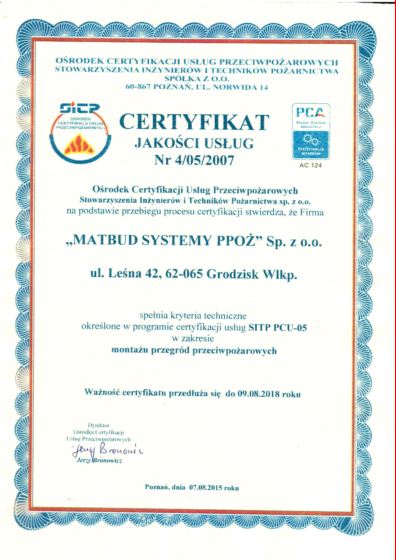 OŚRODEK CERTYFIKACJI USŁUG PRZECIWPOŻAROWYCH
STOWARZYSZENIA INŻYNIERÓW I TECHNIKÓW POŻARNICTWA
SPÓŁKA Z O.O.
60-867 POZNAŃ, UL. NORWIDA 14
SITP
OŚRODEK
CERTYFIKACJI USŁUG
PRZECIWPOŻAROWYCH
PCA
CERTYFIKAT
JAKOŚCI USŁUG
Nr 4/05/2007
AC 124
Ośrodek Certyfikacji Usług Przeciwpożarowych
Stowarzyszenia Inżynierów i Techników Pożarnictwa sp. z o.o.
na podstawie przebiegu procesu certyfikacji stwierdza, że Firma
„MATBUD SYSTEMY PPOŻ” Sp. z o.o.
ul. Leśna 42, 62-065 Grodzisk Wlkp.
spełnia kryteria techniczne
określone w programie certyfikacji usług SITP PCU-05
w zakresie
montażu przegród przeciwpożarowych
Ważność certyfikatu przedłuża się do 09.08.2018 roku
Dyrektor
Ośrodka Certyfikacji
Usług Przeciwpożarowych
Jerzy Bronowicz
Poznań, dnia 07.08.2015 roku